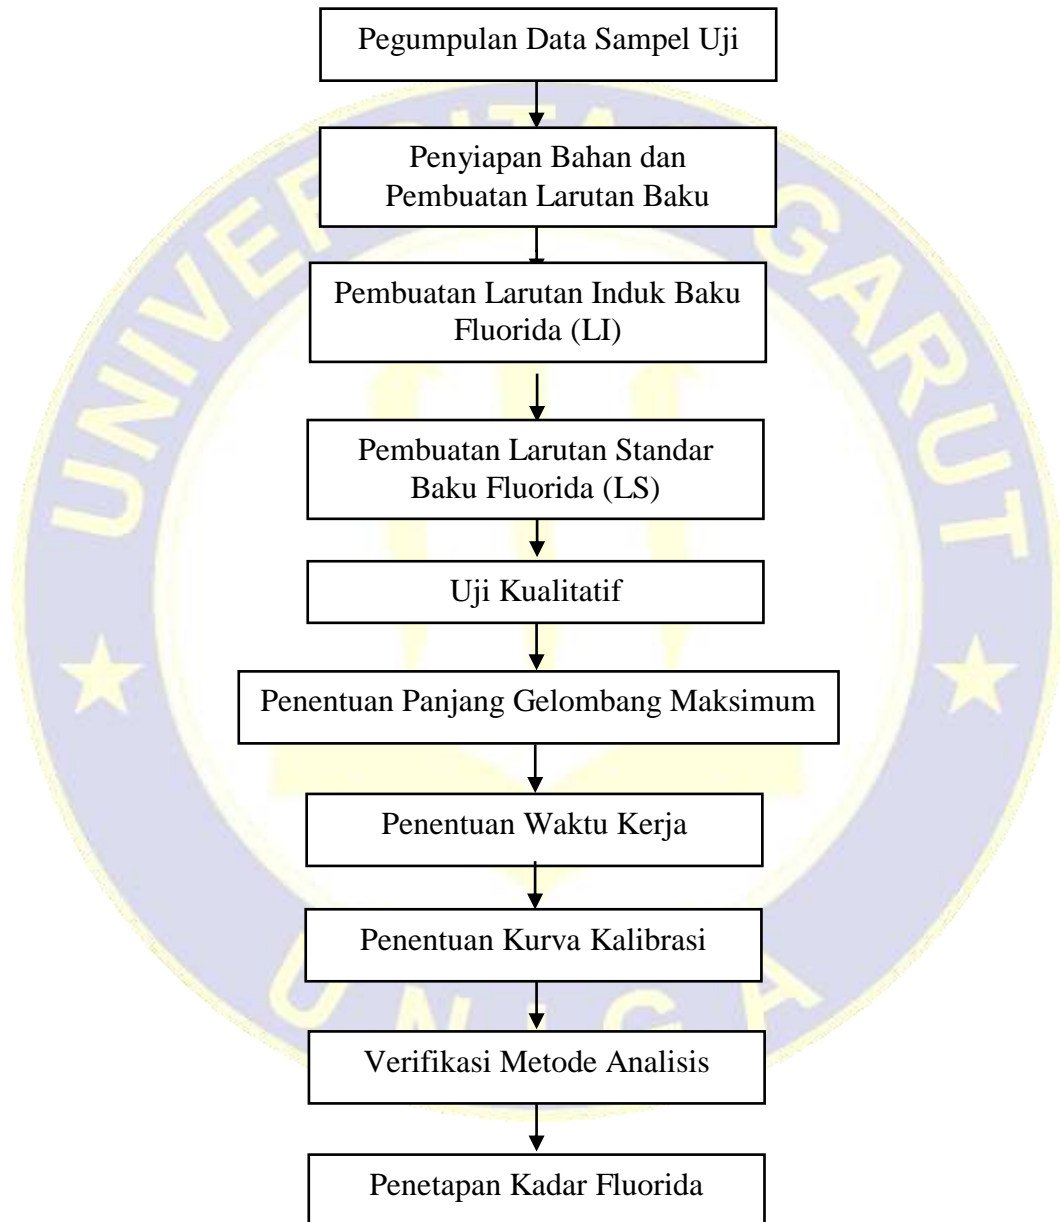 Pegumpulan Data Sampel Uji
Penyiapan Bahan dan
Pembuatan Larutan Baku
Pembuatan Larutan Induk Baku
Fluorida (LI)
Pembuatan Larutan Standar
Baku Fluorida (LS)
Uji Kualitatif
Penentuan Panjang Gelombang Maksimum
Penentuan Waktu Kerja
Penentuan Kurva Kalibrasi
Verifikasi Metode Analisis
Penetapan Kadar Fluorida
GARUT
UNIGA